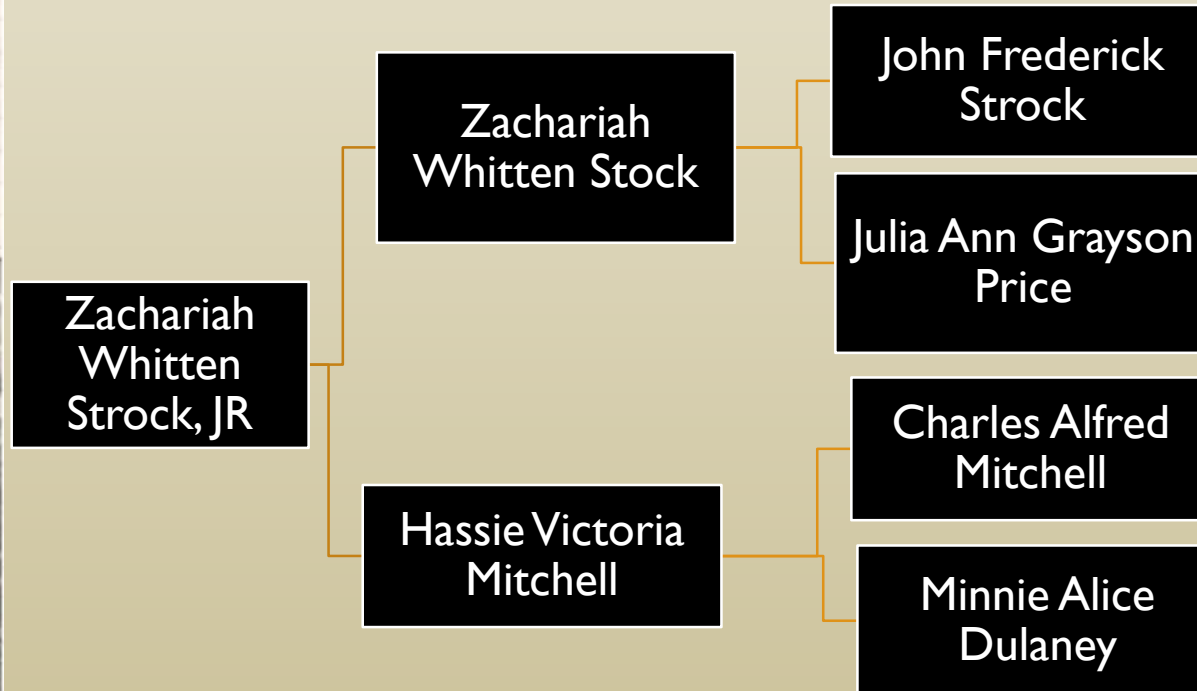 John Frederick
Strock
Zachariah
Whitten Stock
Julia Ann Grayson
Price
Zachariah
Whitten
Strock, JR
Charles Alfred
Mitchell
Hassie Victoria
Mitchell
Minnie Alice
Dulaney